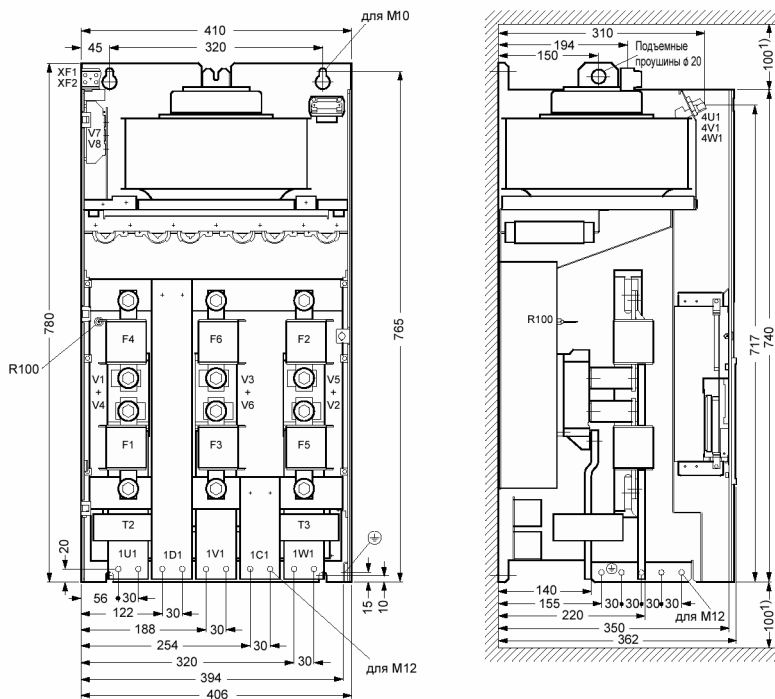 410
45
320
для M10
XF1
XF2
V7
V8
780
765
R100
F4
F6
F2
V1
+
V4
V3
+
V6
V5
+
V2
F1
F3
F5
T2
T3
1U1
1D1
1V1
1C1
1W1
20
56
30
122
30
188
30
254
30
320
30
394
406
15
10
для M12
310
194
150
Подъемные
проушины ϕ 20
100¹⁾
4U1
4V1
4W1
R100
717
740
140
155
30
30
30
30
220
для M12
350
362
100¹⁾